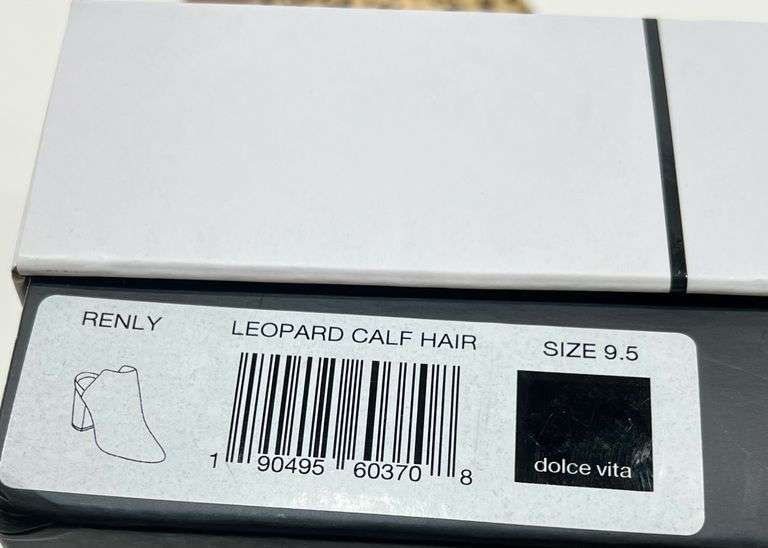 RENLY
LEOPARD CALF HAIR
SIZE 9.5
1 90495 60370 8
dolce vita